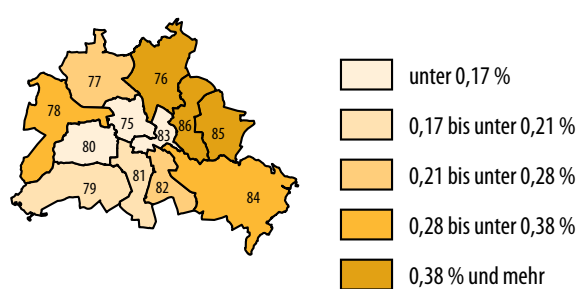 76
77
78
75
83
86
85
80
81
79
82
84
unter 0,17 %
0,17 bis unter 0,21 %
0,21 bis unter 0,28 %
0,28 bis unter 0,38 %
0,38 % und mehr